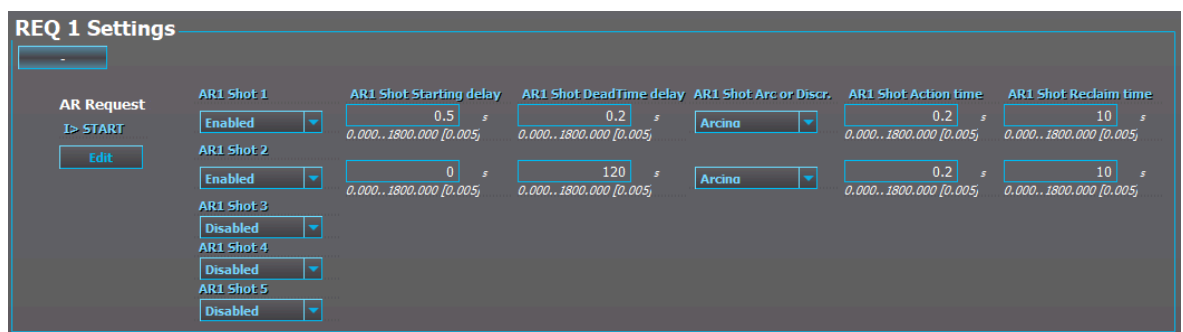 REQ 1 Settings
-
AR Request
I> START
Edit
AR1 Shot 1 AR1 Shot Starting delay AR1 Shot DeadTime delay AR1 Shot Arc or Discr. AR1 Shot Action time AR1 Shot Reclaim time
Enabled 0.5 s 0.2 s Arcing 0.2 s 10 s
0.000..1800.000 [0.005] 0.000..1800.000 [0.005] 0.000..1800.000 [0.005] 0.000..1800.000 [0.005]
AR1 Shot 2
Enabled 0 s 120 s Arcing 0.2 s 10 s
0.000..1800.000 [0.005] 0.000..1800.000 [0.005] 0.000..1800.000 [0.005] 0.000..1800.000 [0.005]
AR1 Shot 3
Disabled
AR1 Shot 4
Disabled
AR1 Shot 5
Disabled